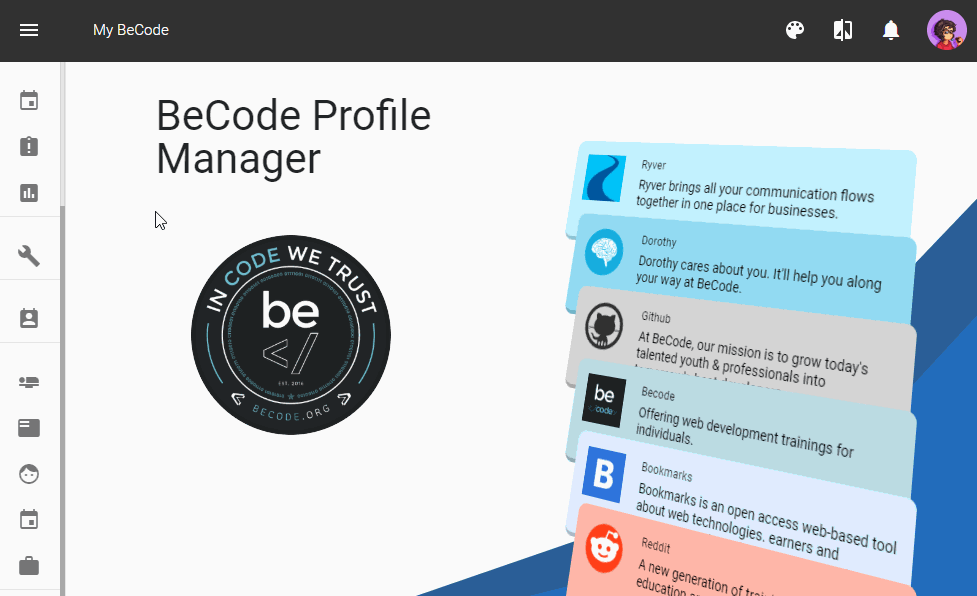 My BeCode
BeCode Profile
Manager
IN CODE WE TRUST
be
</>
EST. 2016
BECODE.ORG
Ryver
Ryver brings all your communication flows
together in one place for businesses.
Dorothy
Dorothy cares about you. It'll help you along
your way at BeCode.
Github
At BeCode, our mission is to grow today's
talented youth & professionals into
Becode
be
code
Offering web development trainings for
individuals.
Bookmarks
B
Bookmarks is an open access web-based tool
about web technologies, earners and
Reddit
A new generation of
education